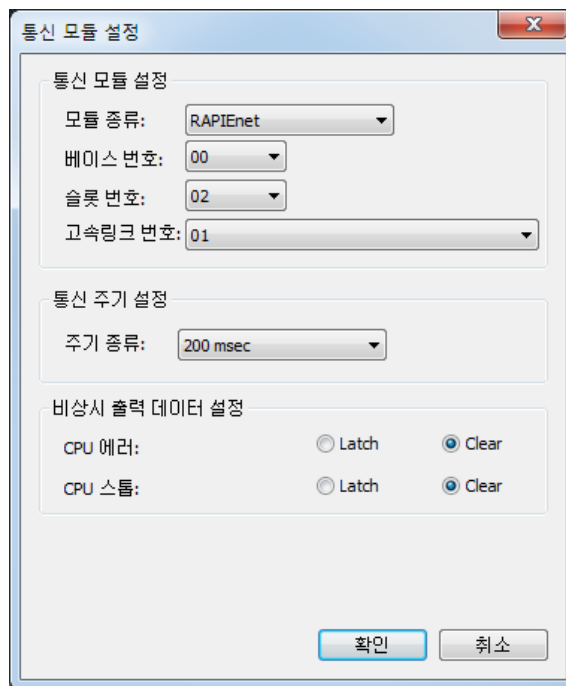 통신 모듈 설정
통신 모듈 설정
모듈 종류: RAPIEnet
베이스 번호: 00
슬롯 번호: 02
고속링크 번호: 01
통신 주기 설정
주기 종류: 200 msec
비상시 출력 데이터 설정
CPU 에러: Latch Clear
CPU 스톱: Latch Clear
확인 취소